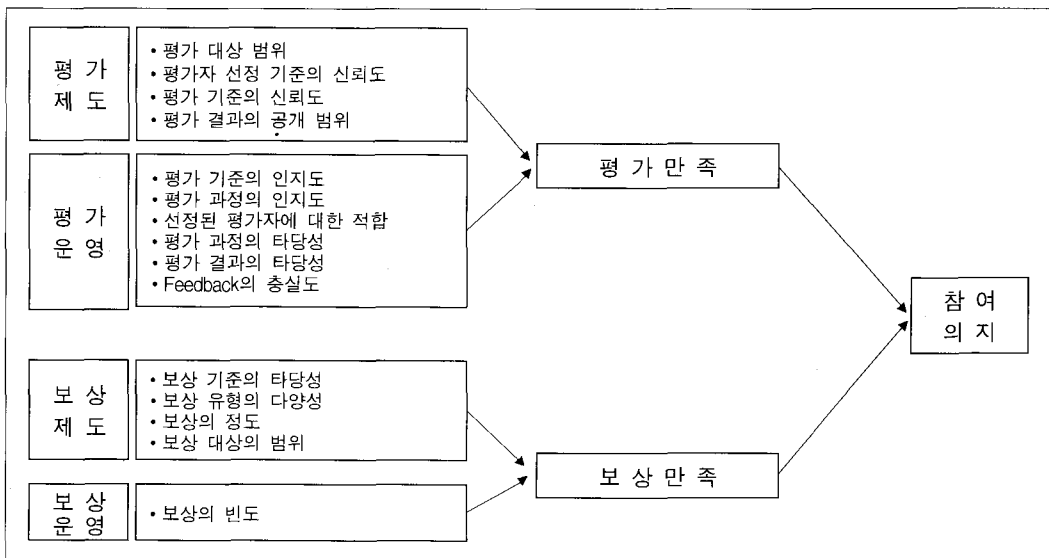 평 가
제 도
• 평가 대상 범위
• 평가자 선정 기준의 신뢰도
• 평가 기준의 신뢰도
• 평가 결과의 공개 범위
평 가
운 영
• 평가 기준의 인지도
• 평가 과정의 인지도
• 선정된 평가자에 대한 적합
• 평가 과정의 타당성
• 평가 결과의 타당성
• Feedback의 충실도
평 가 만 족
참 여
의 지
보 상
제 도
• 보상 기준의 타당성
• 보상 유형의 다양성
• 보상의 정도
• 보상 대상의 범위
보 상 만 족
보 상
운 영
• 보상의 빈도